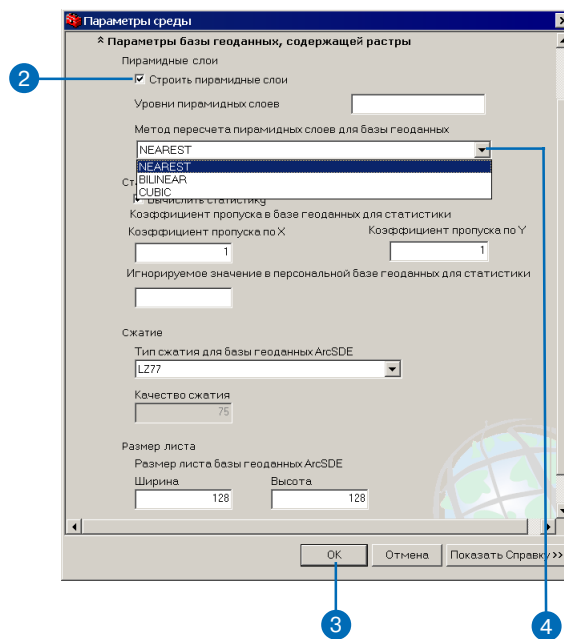 Параметры среды
Параметры базы геоданных, содержащей растры
Пирамидные слои
2
Строить пирамидные слои
Уровни пирамидных слоев
Метод пересчета пирамидных слоев для базы геоданных
NEAREST
NEAREST
BILINEAR
CUBIC
Вычислить статистику
Коэффициент пропуска в базе геоданных для статистики
Коэффициент пропуска по X Коэффициент пропуска по Y
1 1
Игнорируемое значение в персональной базе геоданных для статистики
Сжатие
Тип сжатия для базы геоданных ArcSDE
LZ77
Качество сжатия
75
Размер листа
Размер листа базы геоданных ArcSDE
Ширина Высота
128 128
OK Отмена Показать Справку >>
3 4